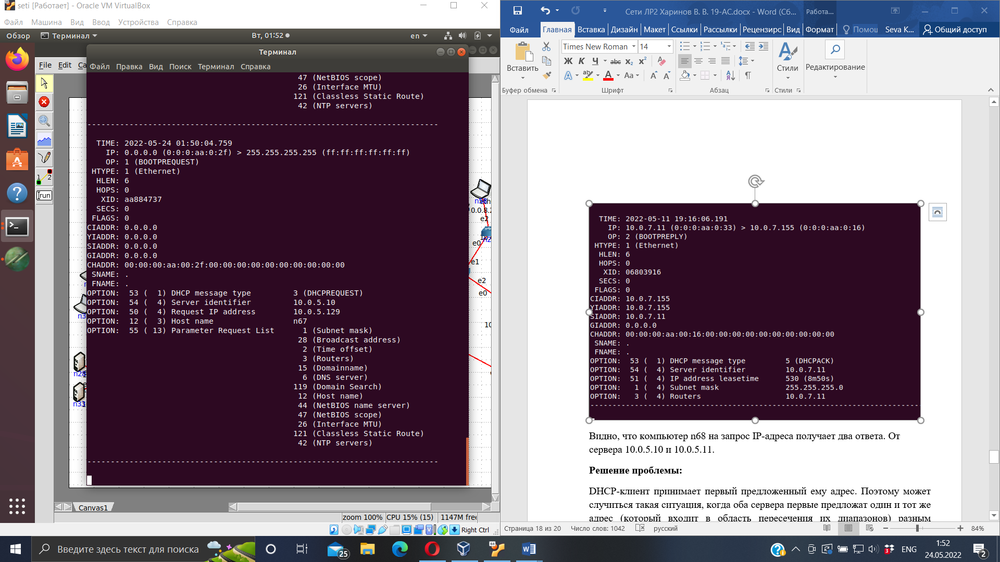 seti [Работает] - Oracle VM VirtualBox
Файл Машина Вид Ввод Устройства Справка
Обзор Терминал Вт, 01:52 en
Терминал
File Edit Ca
Файл Правка Вид Поиск Терминал Справка
47 (NetBIOS scope)
26 (Interface MTU)
121 (Classless Static Route)
42 (NTP servers)
---------------------------------------------------------------------------
TIME: 2022-05-24 01:50:04.759
IP: 0.0.0.0 (0:0:0:aa:0:2f) > 255.255.255.255 (ff:ff:ff:ff:ff:ff)
OP: 1 (BOOTPREQUEST)
HTYPE: 1 (Ethernet)
HLEN: 6
HOPS: 0
XID: aa884737
SECS: 0
FLAGS: 0
CIADDR: 0.0.0.0
YIADDR: 0.0.0.0
SIADDR: 0.0.0.0
GIADDR: 0.0.0.0
CHADDR: 00:00:00:aa:00:2f:00:00:00:00:00:00:00:00:00:00
SNAME: .
FNAME: .
OPTION: 53 ( 1) DHCP message type 3 (DHCPREQUEST)
OPTION: 54 ( 4) Server identifier 10.0.5.10
OPTION: 50 ( 4) Request IP address 10.0.5.129
OPTION: 12 ( 3) Host name n67
OPTION: 55 ( 13) Parameter Request List 1 (Subnet mask)
28 (Broadcast address)
2 (Time offset)
3 (Routers)
15 (Domainname)
6 (DNS server)
119 (Domain Search)
12 (Host name)
44 (NetBIOS name server)
47 (NetBIOS scope)
26 (Interface MTU)
121 (Classless Static Route)
42 (NTP servers)
---------------------------------------------------------------------------
1 2
run
0.0.8.2
e2
e0
e1
e2
e0
10
n3
n28
n33
Canvas1
zoom 100% CPU 15% (15) 1147M free
Right Ctrl
Сети ЛР2 Харинов В. В. 19-АС.docx - Word (Сб... Работа...
Файл Главная Вставка Дизайн Макет Ссылки Рассылки Рецензирс Вид Формат Помощ Seva K... Общий доступ
Вставить
Times New Roman 14
Ж К Ч abc x₂ x²
Aa
Стили
Редактирование
Буфер обмена Шрифт Абзац Стили
TIME: 2022-05-11 19:16:06.191
IP: 10.0.7.11 (0:0:0:aa:0:33) > 10.0.7.155 (0:0:0:aa:0:16)
OP: 2 (BOOTPREPLY)
HTYPE: 1 (Ethernet)
HLEN: 6
HOPS: 0
XID: 06803916
SECS: 0
FLAGS: 0
CIADDR: 10.0.7.155
YIADDR: 10.0.7.155
SIADDR: 10.0.7.11
GIADDR: 0.0.0.0
CHADDR: 00:00:00:aa:00:16:00:00:00:00:00:00:00:00:00:00
SNAME: .
FNAME: .
OPTION: 53 ( 1) DHCP message type 5 (DHCPACK)
OPTION: 54 ( 4) Server identifier 10.0.7.11
OPTION: 51 ( 4) IP address leasetime 530 (8m50s)
OPTION: 1 ( 4) Subnet mask 255.255.255.0
OPTION: 3 ( 4) Routers 10.0.7.11
---------------------------------------------------------------------------
Видно, что компьютер n68 на запрос IP-адреса получает два ответа. От
сервера 10.0.5.10 и 10.0.5.11.
Решение проблемы:
DHCP-клиент принимает первый предложенный ему адрес. Поэтому может
случиться такая ситуация, когда оба сервера первые предложат один и тот же
адрес (который входит в область пересечения их диапазонов) разным
Страница 18 из 20 Число слов: 1042 русский 84%
Введите здесь текст для поиска
25
64
3
ENG
1:52
24.05.2022
2